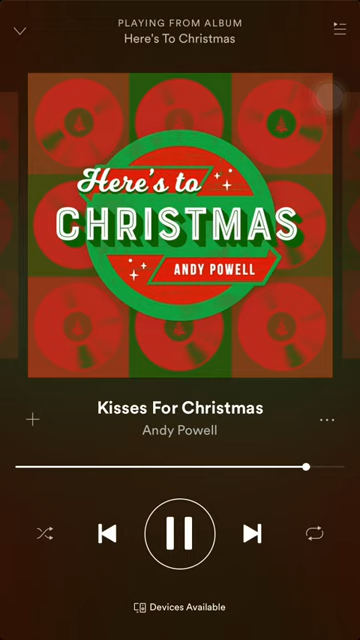 PLAYING FROM ALBUM
Here's To Christmas
Here's to
CHRISTMAS
ANDY POWELL
Kisses For Christmas
Andy Powell
Devices Available